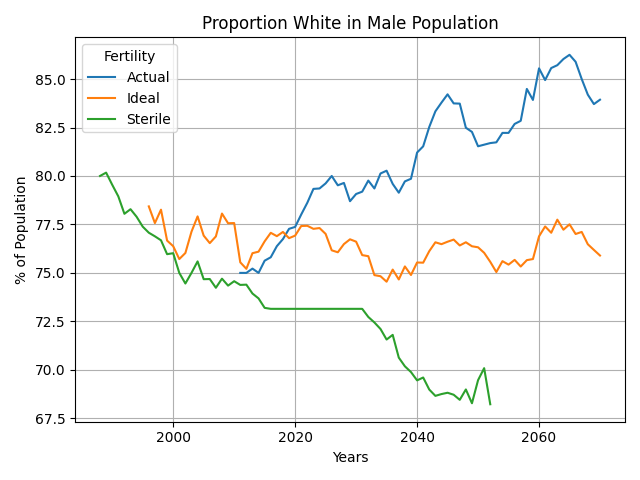 Proportion White in Male Population
Fertility
Actual
Ideal
Sterile
% of Population
85.0
82.5
80.0
77.5
75.0
72.5
70.0
67.5
2000
2020
2040
2060
Years